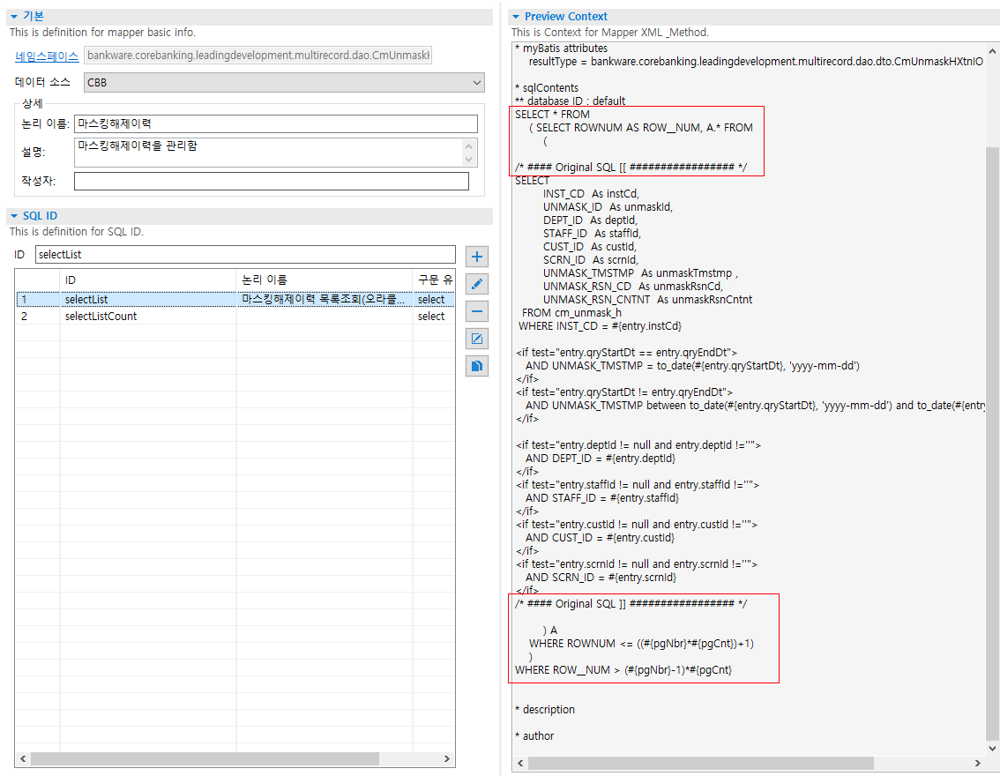 기본
This is definition for mapper basic info.
네임스페이스 bankware.corebanking.leadingdevelopment.multirecord.dao.CmUnmaskH
데이터 소스 CBB
상세
논리 이름: 마스킹해제이력
설명: 마스킹해제이력을 관리함
작성자:
SQL ID
This is definition for SQL ID.
ID selectList
ID 논리 이름 구문 유
1 selectList 마스킹해제이력 목록조회(오라클... select
2 selectListCount select
Preview Context
This is Context for Mapper XML _Method.
* myBatis attributes
resultType = bankware.corebanking.leadingdevelopment.multirecord.dao.dto.CmUnmaskHXtnIO
* sqlContents
** database ID : default
SELECT * FROM
( SELECT ROWNUM AS ROW__NUM, A.* FROM
(
/* #### Original SQL [[ ################# */
SELECT
INST_CD As instCd,
UNMASK_ID As unmaskId,
DEPT_ID As deptId,
STAFF_ID As staffId,
CUST_ID As custId,
SCRN_ID As scrnId,
UNMASK_TMSTMP As unmaskTmstmp ,
UNMASK_RSN_CD As unmaskRsnCd,
UNMASK_RSN_CNTNT As unmaskRsnCntnt
FROM cm_unmask_h
WHERE INST_CD = #{entry.instCd}
<if test="entry.qryStartDt == entry.qryEndDt">
AND UNMASK_TMSTMP = to_date(#{entry.qryStartDt}, 'yyyy-mm-dd')
</if>
<if test="entry.qryStartDt != entry.qryEndDt">
AND UNMASK_TMSTMP between to_date(#{entry.qryStartDt}, 'yyyy-mm-dd') and to_date(#{entry
</if>
<if test="entry.deptId != null and entry.deptId !=''">
AND DEPT_ID = #{entry.deptId}
</if>
<if test="entry.staffId != null and entry.staffId !=''">
AND STAFF_ID = #{entry.staffId}
</if>
<if test="entry.custId != null and entry.custId !=''">
AND CUST_ID = #{entry.custId}
</if>
<if test="entry.scrnId != null and entry.scrnId !=''">
AND SCRN_ID = #{entry.scrnId}
</if>
/* #### Original SQL ]] ################# */
) A
WHERE ROWNUM <= ((#{pgNbr}*#{pgCnt})+1)
)
WHERE ROW__NUM > (#{pgNbr}-1)*#{pgCnt}
* description
* author